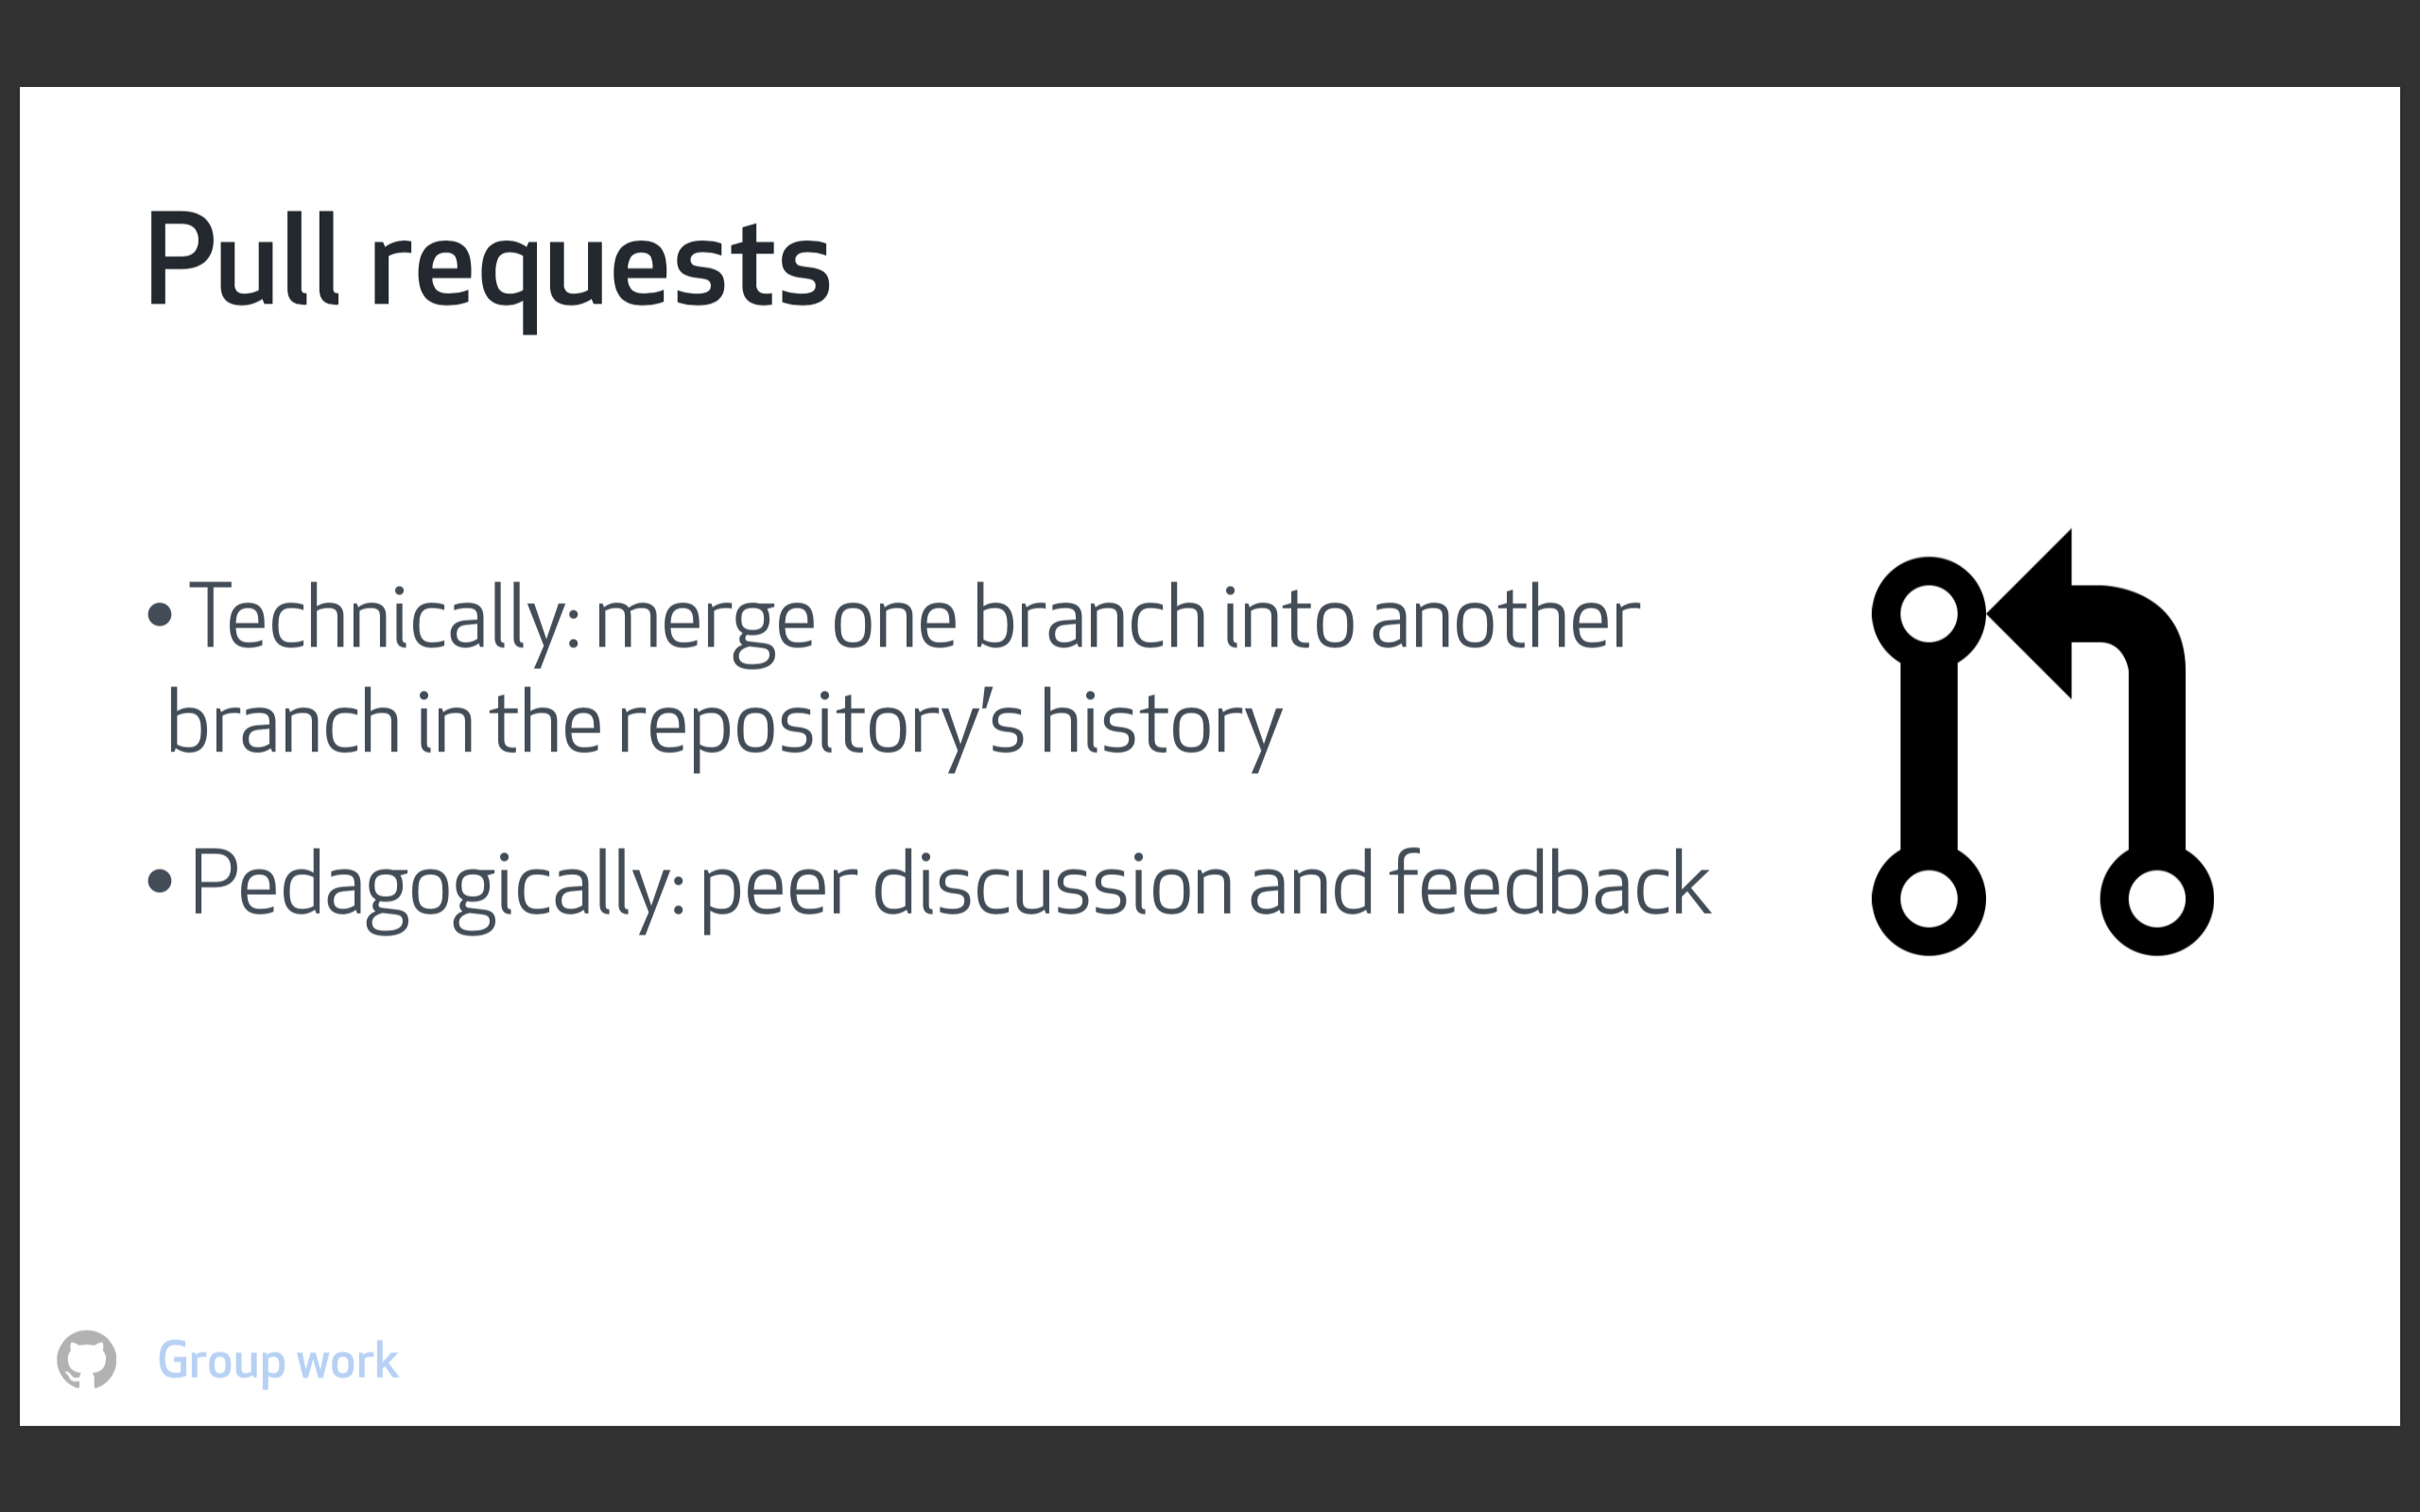 Pull requests
• Technically: merge one branch into another
branch in the repository’s history
• Pedagogically: peer discussion and feedback
Group work